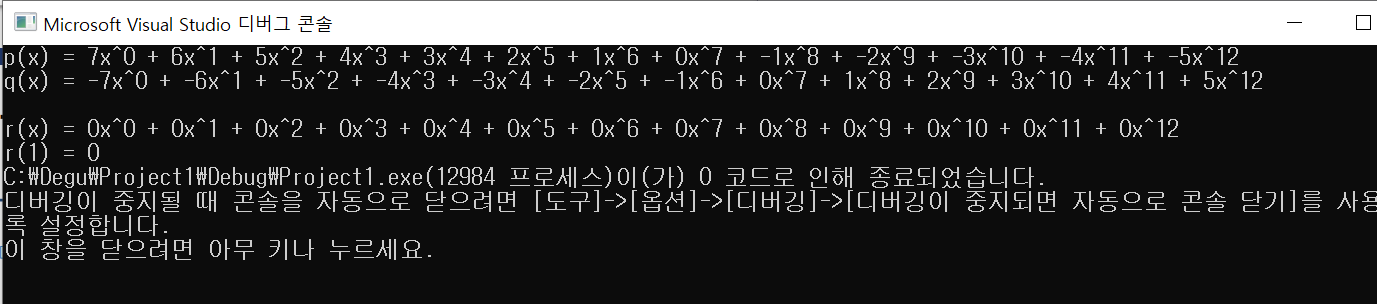 Microsoft Visual Studio 디버그 콘솔
p(x) = 7x^0 + 6x^1 + 5x^2 + 4x^3 + 3x^4 + 2x^5 + 1x^6 + 0x^7 + -1x^8 + -2x^9 + -3x^10 + -4x^11 + -5x^12
q(x) = -7x^0 + -6x^1 + -5x^2 + -4x^3 + -3x^4 + -2x^5 + -1x^6 + 0x^7 + 1x^8 + 2x^9 + 3x^10 + 4x^11 + 5x^12
r(x) = 0x^0 + 0x^1 + 0x^2 + 0x^3 + 0x^4 + 0x^5 + 0x^6 + 0x^7 + 0x^8 + 0x^9 + 0x^10 + 0x^11 + 0x^12
r(1) = 0
C:₩Degu₩Project1₩Debug₩Project1.exe(12984 프로세스)이(가) 0 코드로 인해 종료되었습니다.
디버깅이 중지될 때 콘솔을 자동으로 닫으려면 [도구]->[옵션]->[디버깅]->[디버깅이 중지되면 자동으로 콘솔 닫기]를 사용
록 설정합니다.
이 창을 닫으려면 아무 키나 누르세요.